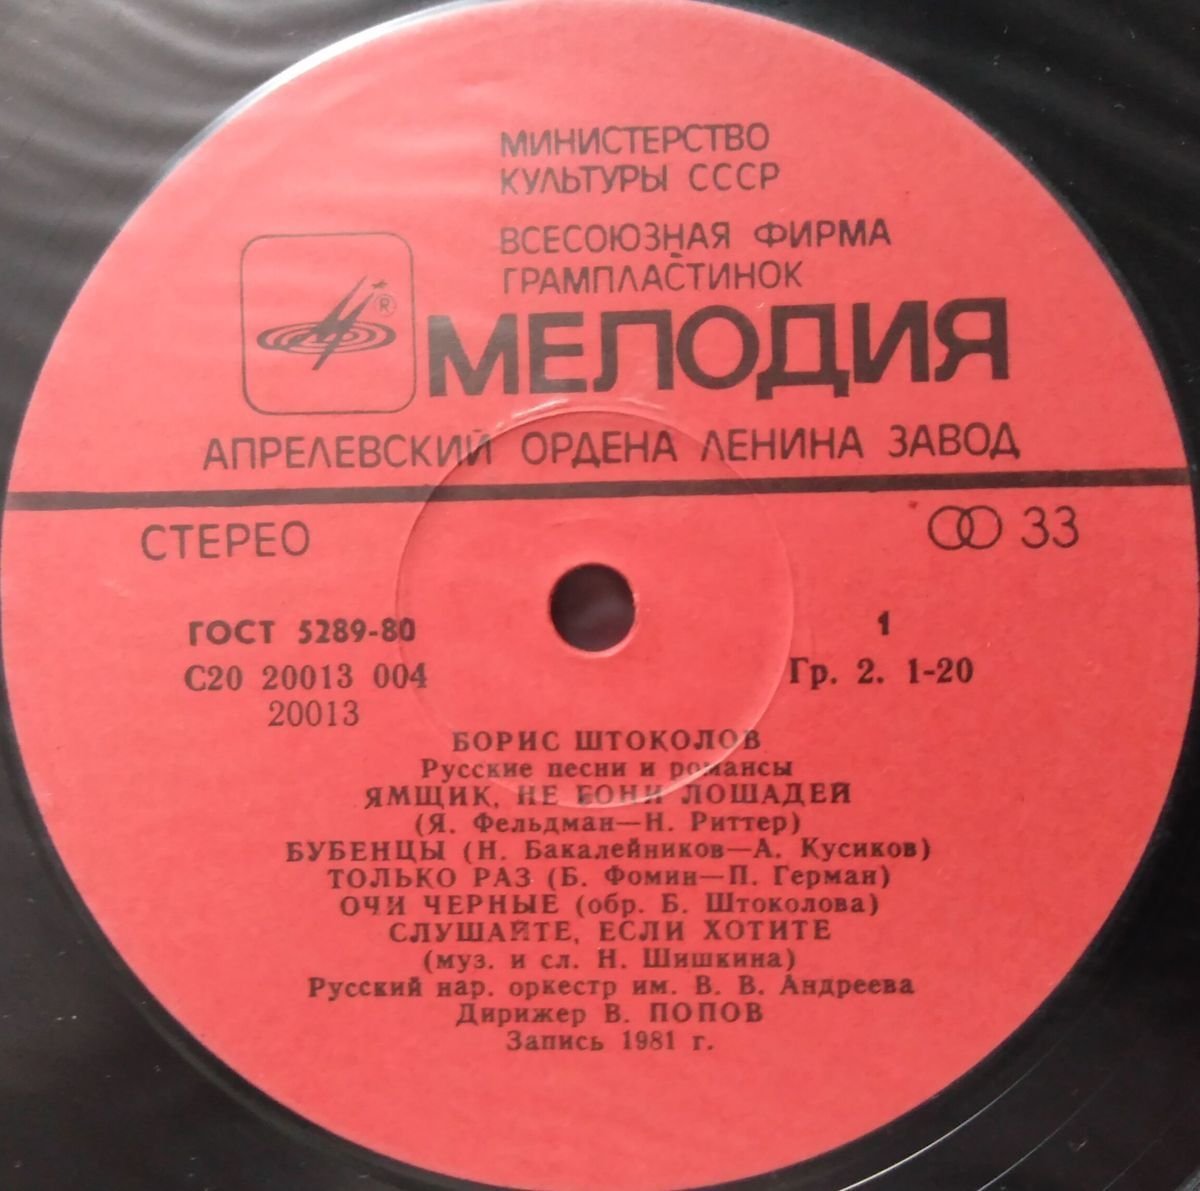 МИНИСТЕРСТВО
КУЛЬТУРЫ СССР
ВСЕСОЮЗНАЯ ФИРМА
ГРАМПЛАСТИНОК
®
МЕЛОДИЯ
АПРЕЛЕВСКИЙ ОРДЕНА ЛЕНИНА ЗАВОД
СТЕРЕО
33
ГОСТ 5289-80
1
С20 20013 004
Гр. 2. 1-20
20013
БОРИС ШТОКОЛОВ
Русские песни и романсы
ЯМЩИК, НЕ ГОНИ ЛОШАДЕЙ
(Я. Фельдман—Н. Риттер)
БУБЕНЦЫ (Н. Бакалейников—А. Кусиков)
ТОЛЬКО РАЗ (Б. Фомин—П. Герман)
ОЧИ ЧЕРНЫЕ (обр. Б. Штоколова)
СЛУШАЙТЕ, ЕСЛИ ХОТИТЕ
(муз. и сл. Н. Шишкина)
Русский нар. оркестр им. В. В. Андреева
Дирижер В. ПОПОВ
Запись 1981 г.